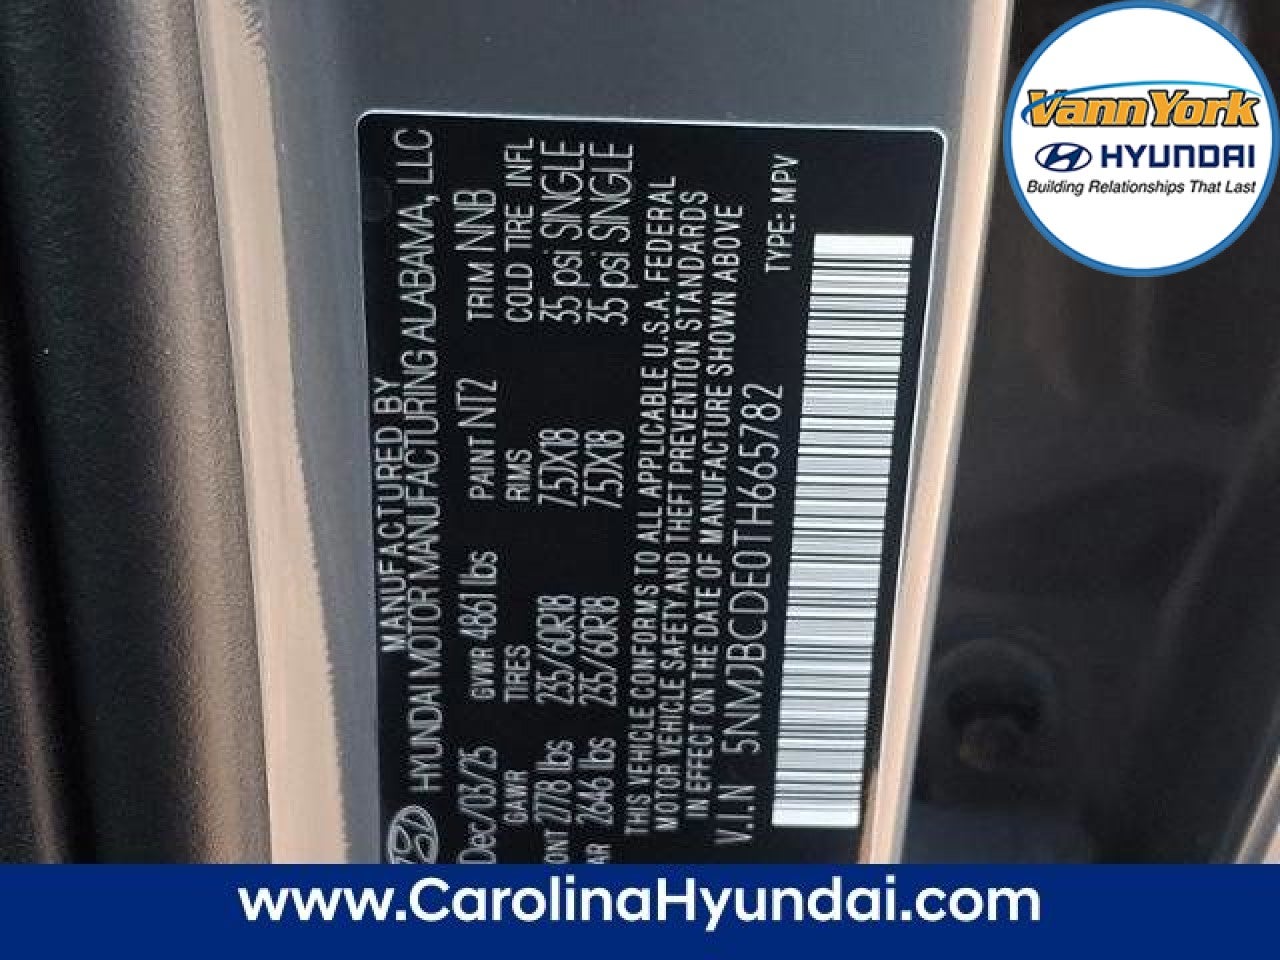 MANUFACTURED BY
HYUNDAI MOTOR MANUFACTURING ALABAMA, LLC
Dec/03/25 GVWR 4861 lbs PAINT NT2 TRIM NNB
GAWR TIRES RIMS COLD TIRE INFL
ONT 2778 lbs 235/60R18 7.5JX18 35 psi SINGLE
AR 2646 lbs 235/60R18 7.5JX18 35 psi SINGLE
THIS VEHICLE CONFORMS TO ALL APPLICABLE U.S.A. FEDERAL
MOTOR VEHICLE SAFETY AND THEFT PREVENTION STANDARDS
IN EFFECT ON THE DATE OF MANUFACTURE SHOWN ABOVE
V.I.N 5NMJBCDE0TH665782
TYPE: MPV
VannYork
HYUNDAI
Building Relationships That Last
www.CarolinaHyundai.com